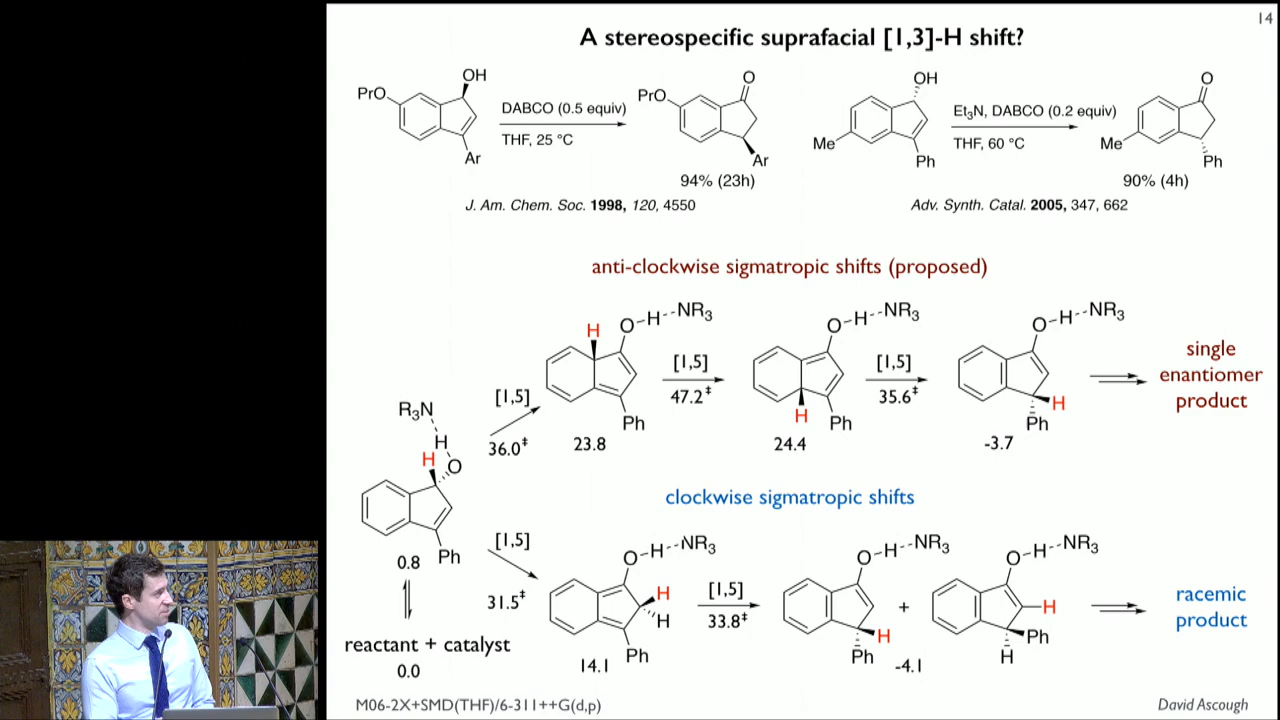 14
A stereospecific suprafacial [1,3]-H shift?
OH
PrO
Ar
DABCO (0.5 equiv)
THF, 25 °C
O
PrO
Ar
94% (23h)
J. Am. Chem. Soc. 1998, 120, 4550
OH
Me
Ph
Et3N, DABCO (0.2 equiv)
THF, 60 °C
O
Me
Ph
90% (4h)
Adv. Synth. Catal. 2005, 347, 662
anti-clockwise sigmatropic shifts (proposed)
R3N
H
H
O
Ph
0.8
reactant + catalyst
0.0
[1,5]
36.0‡
H
O-H--NR3
Ph
23.8
[1,5]
47.2‡
O-H--NR3
H
Ph
24.4
[1,5]
35.6‡
O-H--NR3
H
Ph
-3.7
single
enantiomer
product
clockwise sigmatropic shifts
[1,5]
31.5‡
O-H--NR3
H
H
Ph
14.1
[1,5]
33.8‡
O-H--NR3
H
Ph
+
O-H--NR3
H
Ph
H
-4.1
racemic
product
M06-2X+SMD(THF)/6-311++G(d,p)
David Ascough